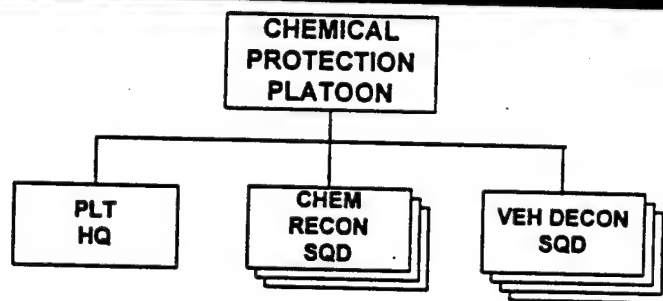 CHEMICAL
PROTECTION
PLATOON
PLT
HQ
CHEM
RECON
SQD
VEH DECON
SQD